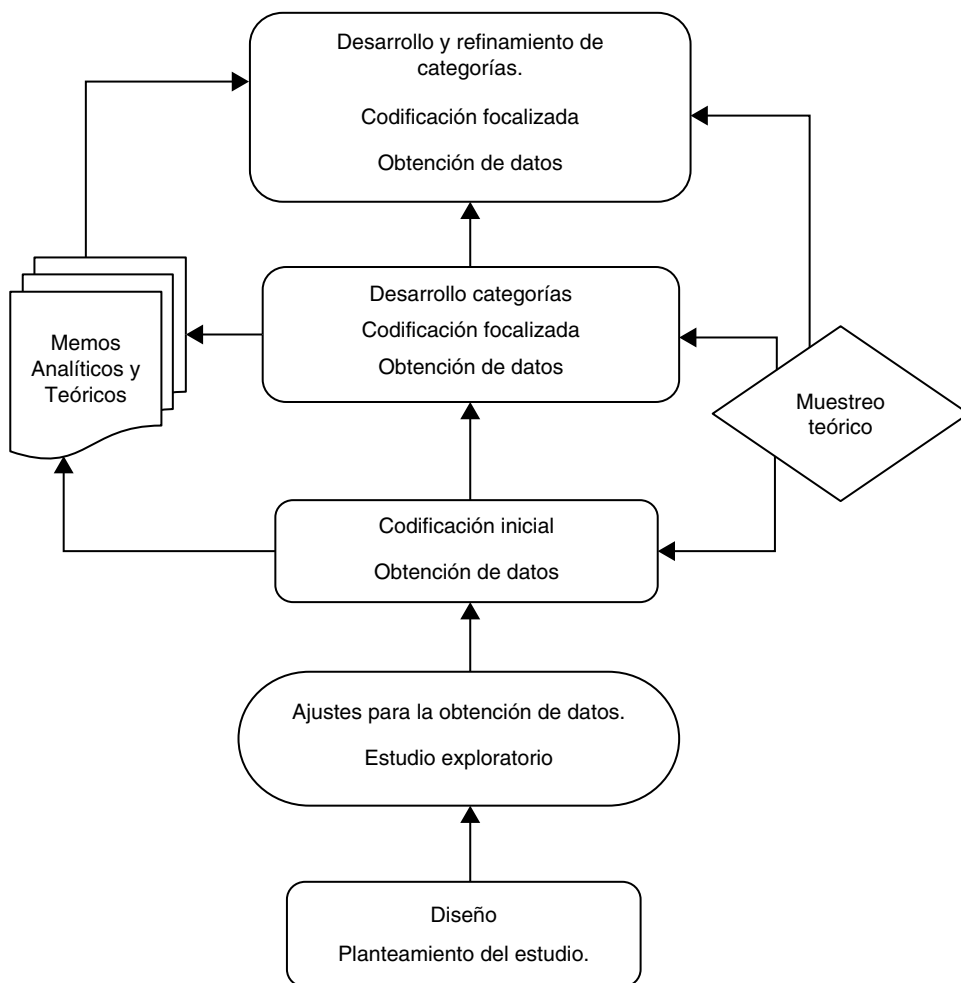 Desarrollo y refinamiento de
categorías.
Codificación focalizada
Obtención de datos
Desarrollo categorías
Codificación focalizada
Obtención de datos
Memos
Analíticos y
Teóricos
Muestreo
teórico
Codificación inicial
Obtención de datos
Ajustes para la obtención de datos.
Estudio exploratorio
Diseño
Planteamiento del estudio.